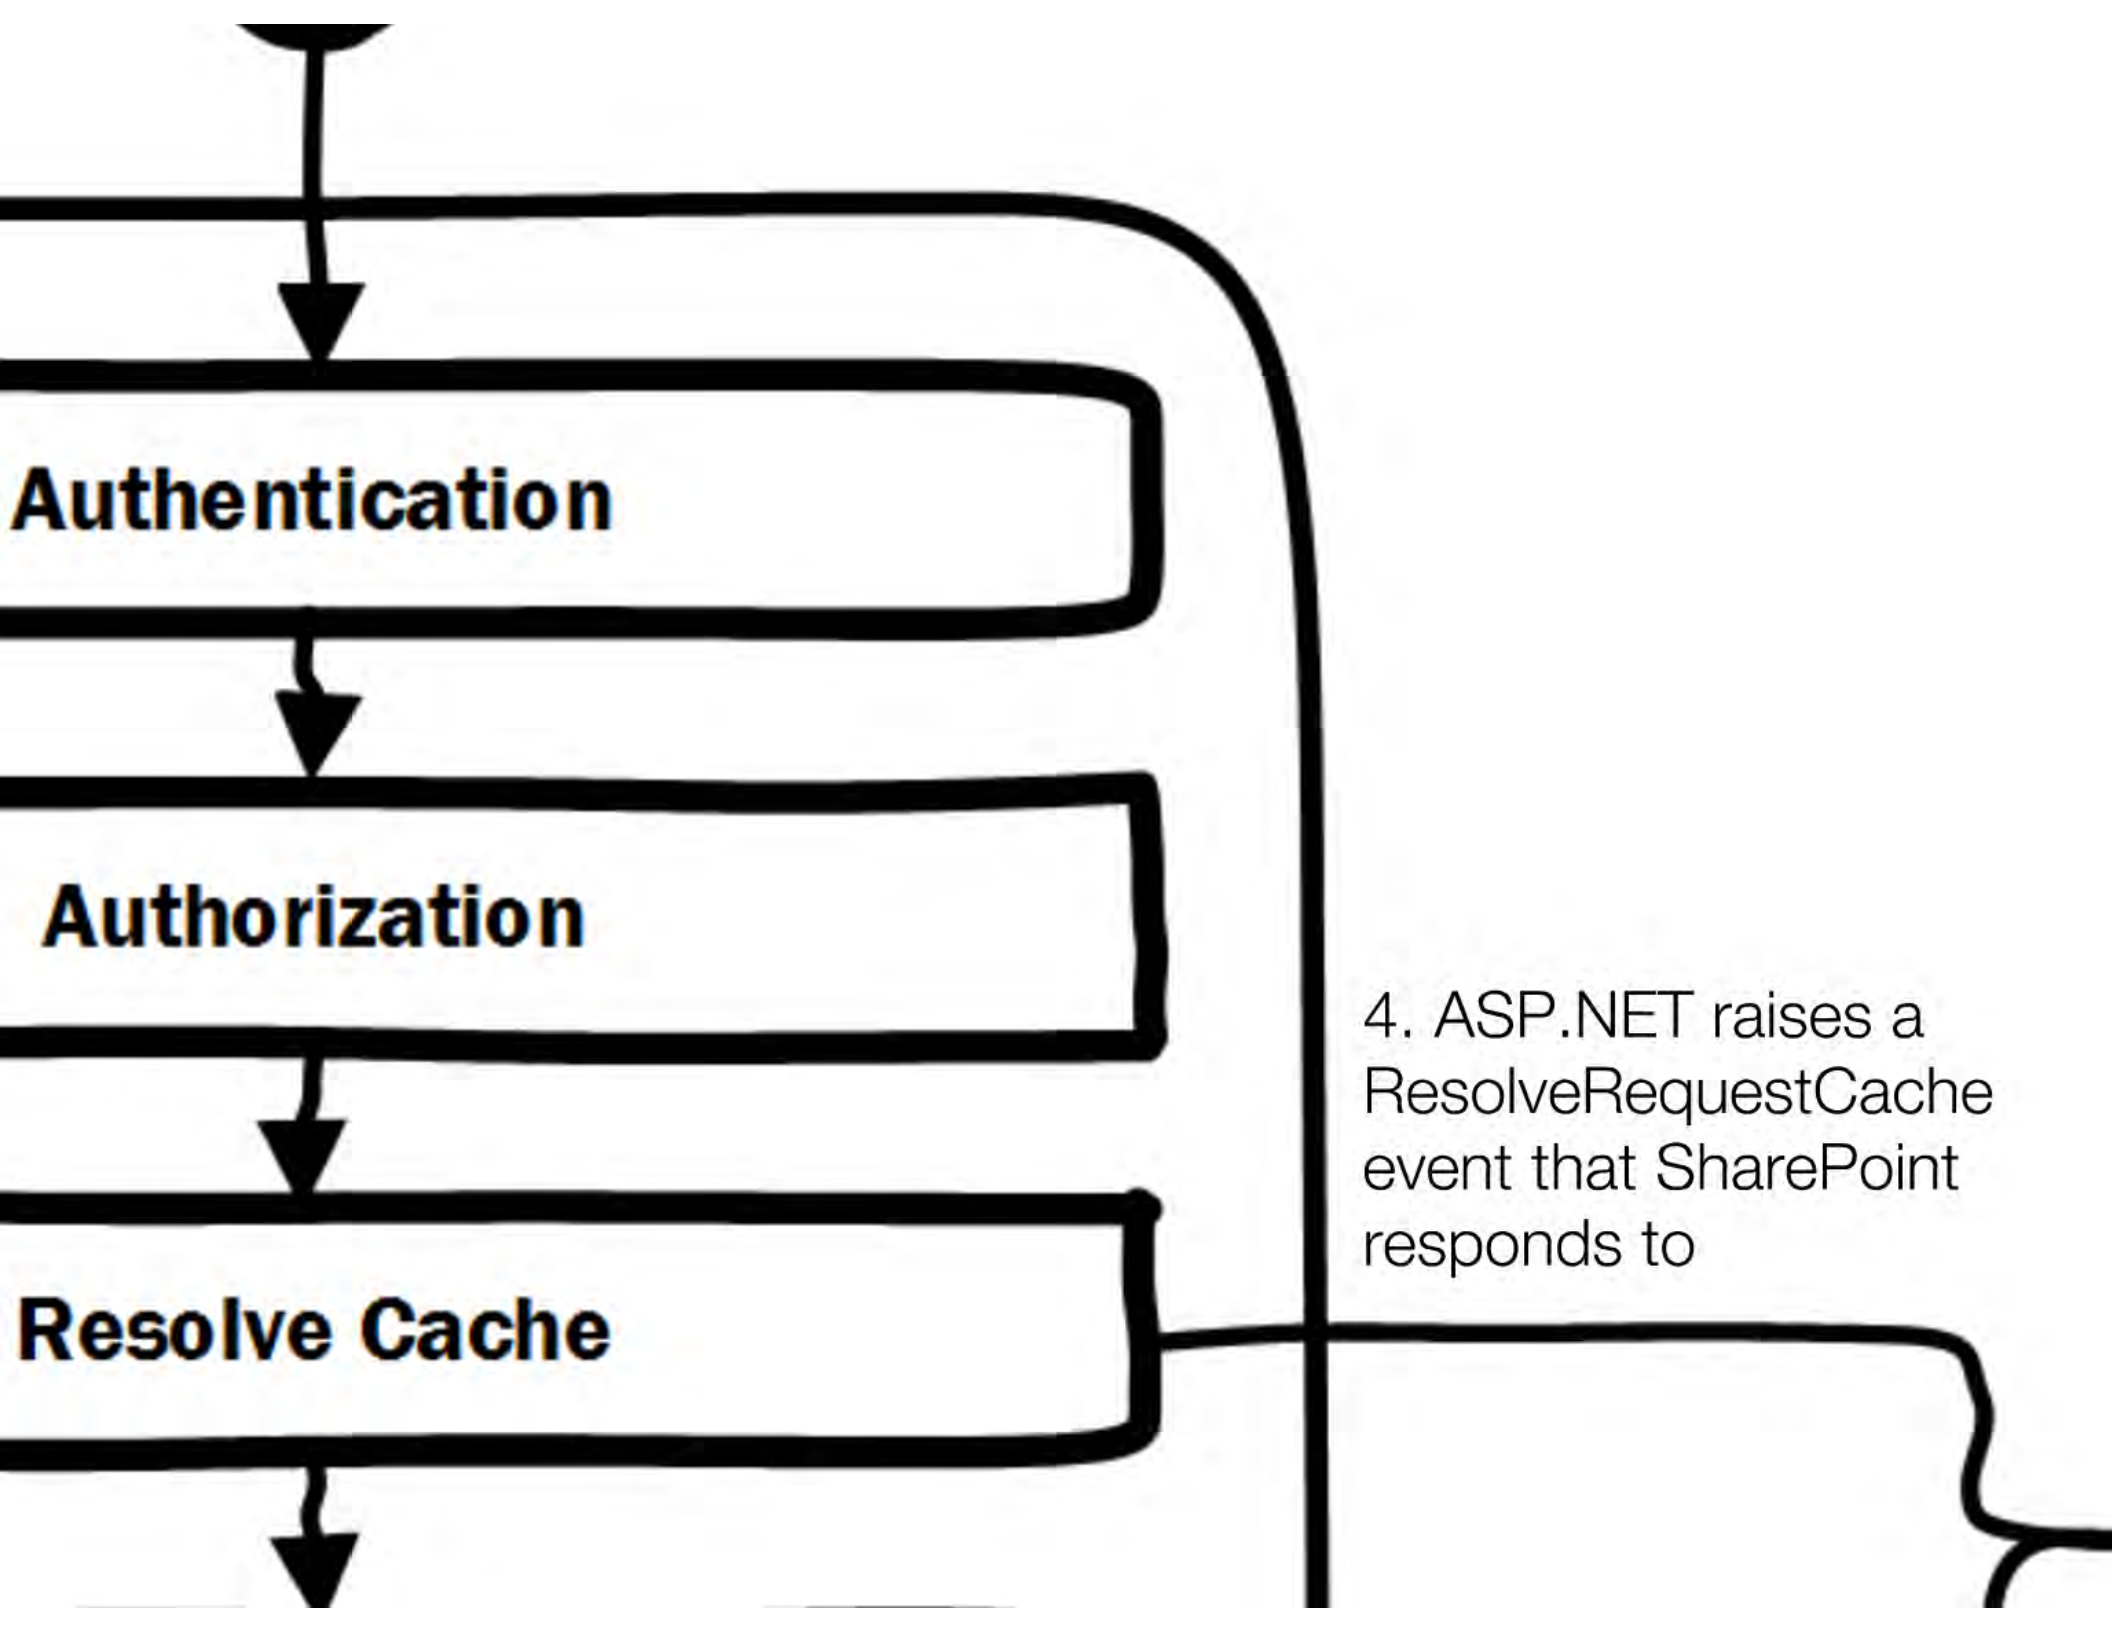 Authentication
Authorization
4. ASP.NET raises a
ResolveRequestCache
event that SharePoint
responds to
Resolve Cache